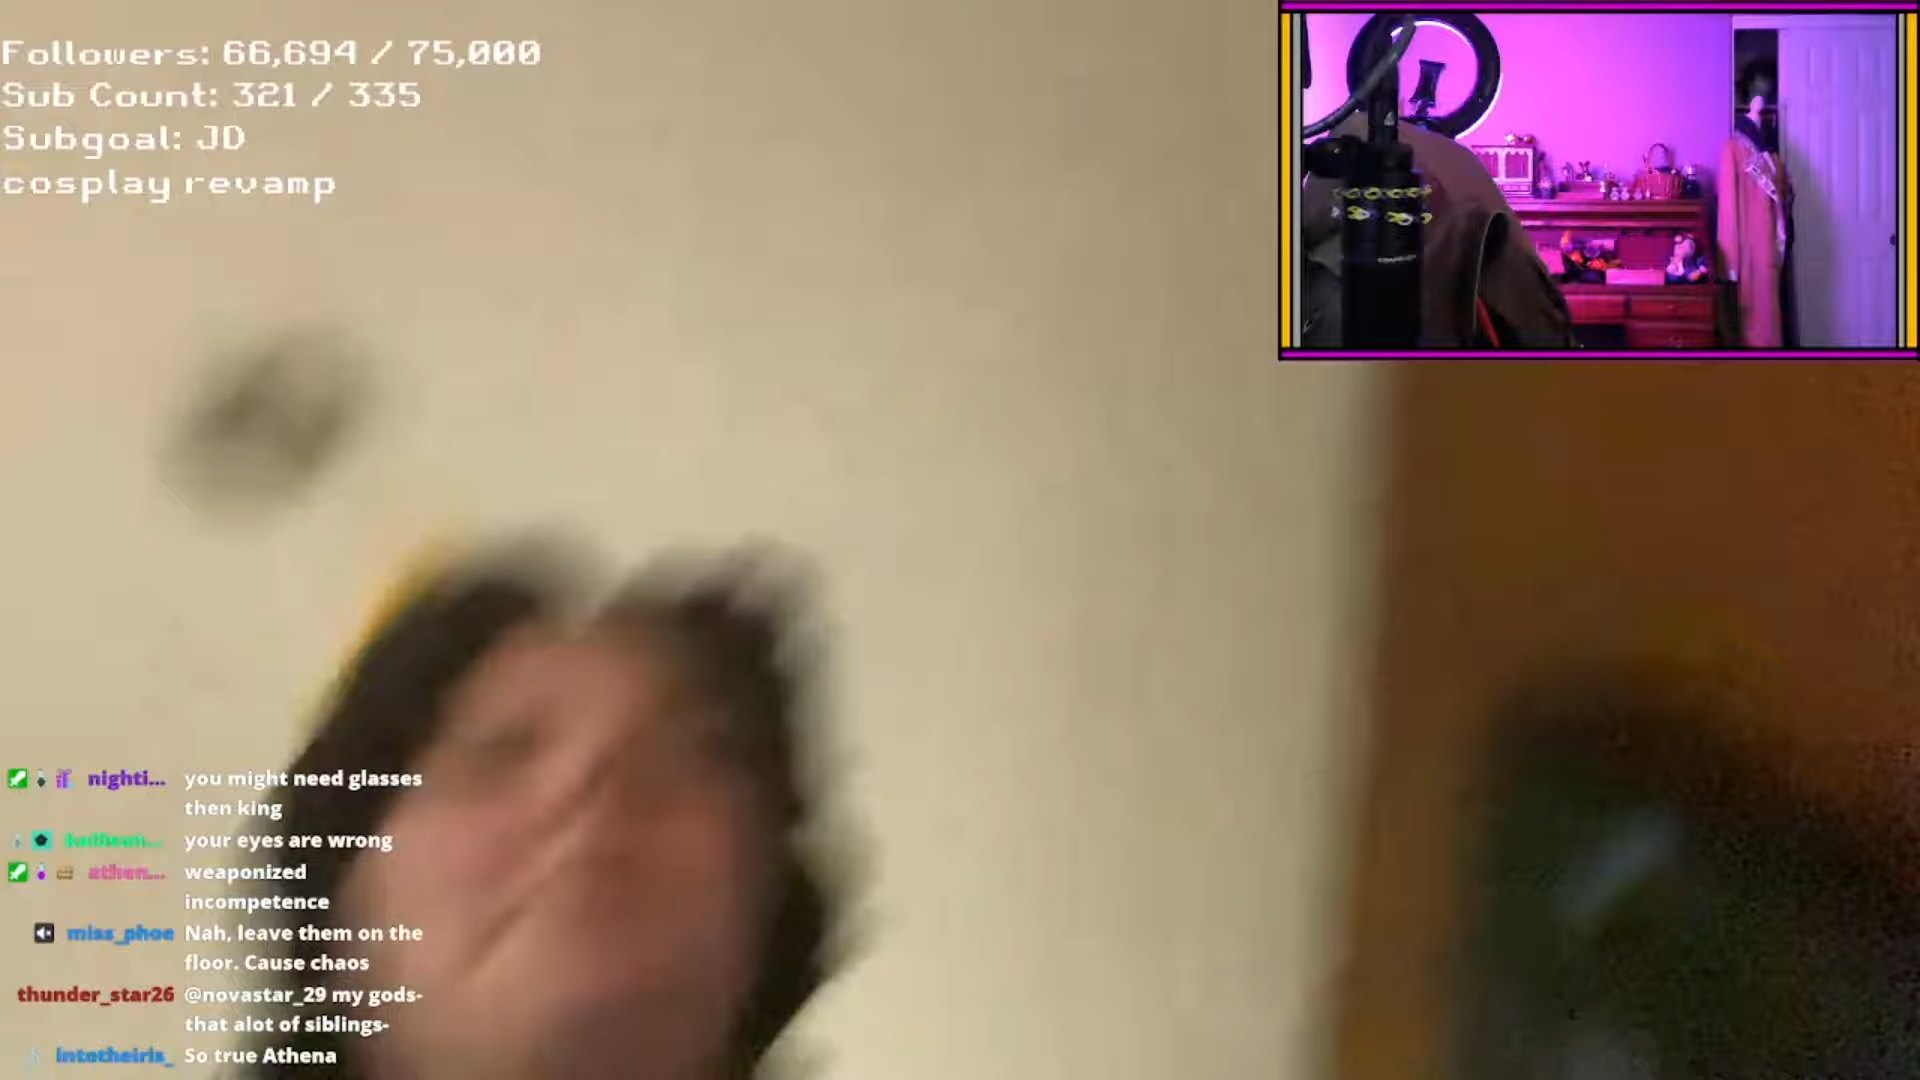 Followers: 66,694 / 75,000
Sub Count: 321 / 335
Subgoal: JD
cosplay revamp
nighti... you might need glasses
then king
your eyes are wrong
athen... weaponized
incompetence
miss_phoe Nah, leave them on the
floor. Cause chaos
thunder_star26 @novastar_29 my gods-
that alot of siblings-
intotheiris_ So true Athena